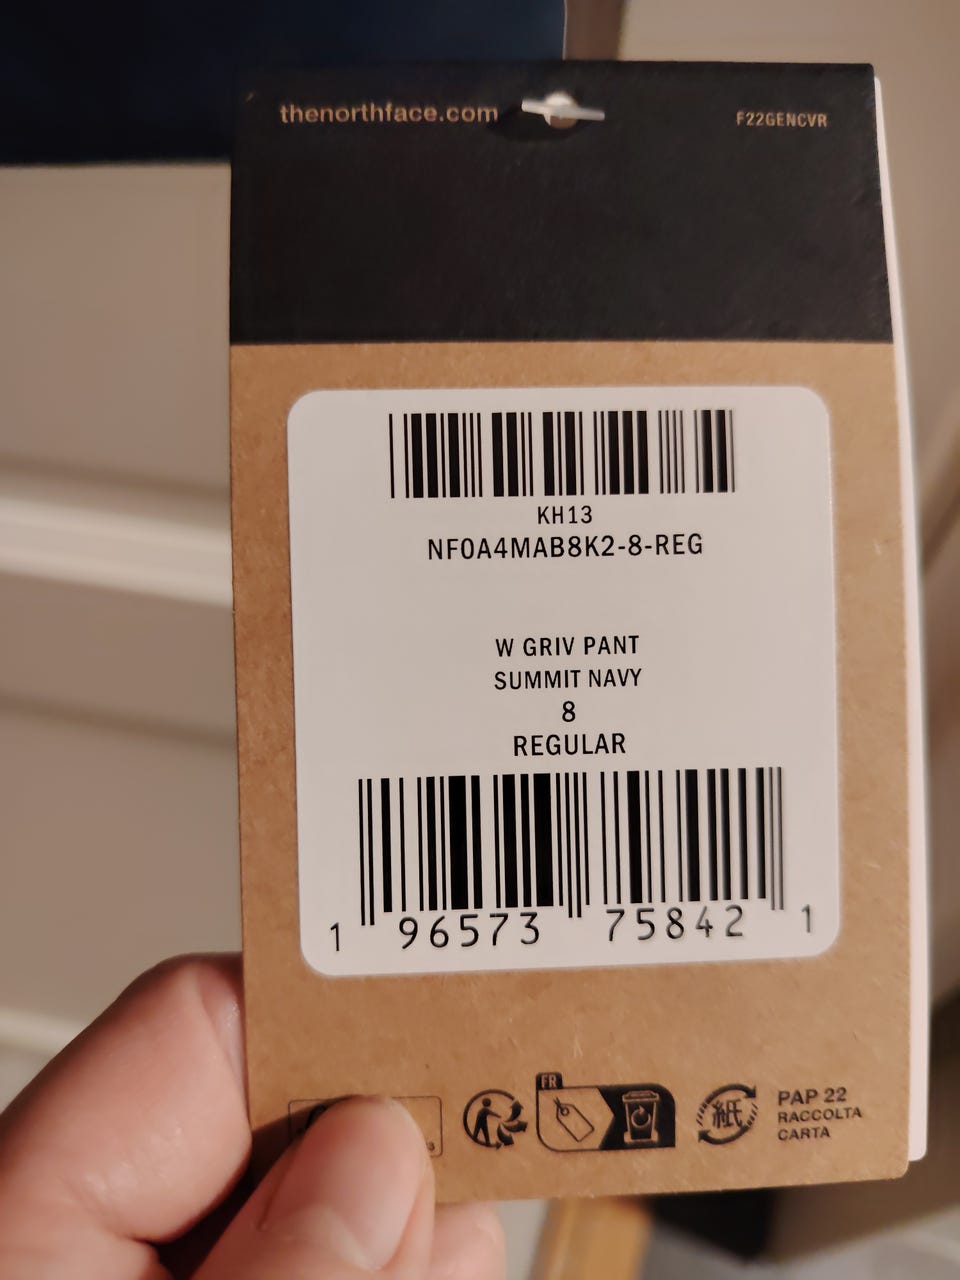 thenorthface.com
F22GENCVR
KH13
NF0A4MAB8K2-8-REG
W GRIV PANT
SUMMIT NAVY
8
REGULAR
1 96573 75842 1
FR
紙
PAP 22
RACCOLTA
CARTA